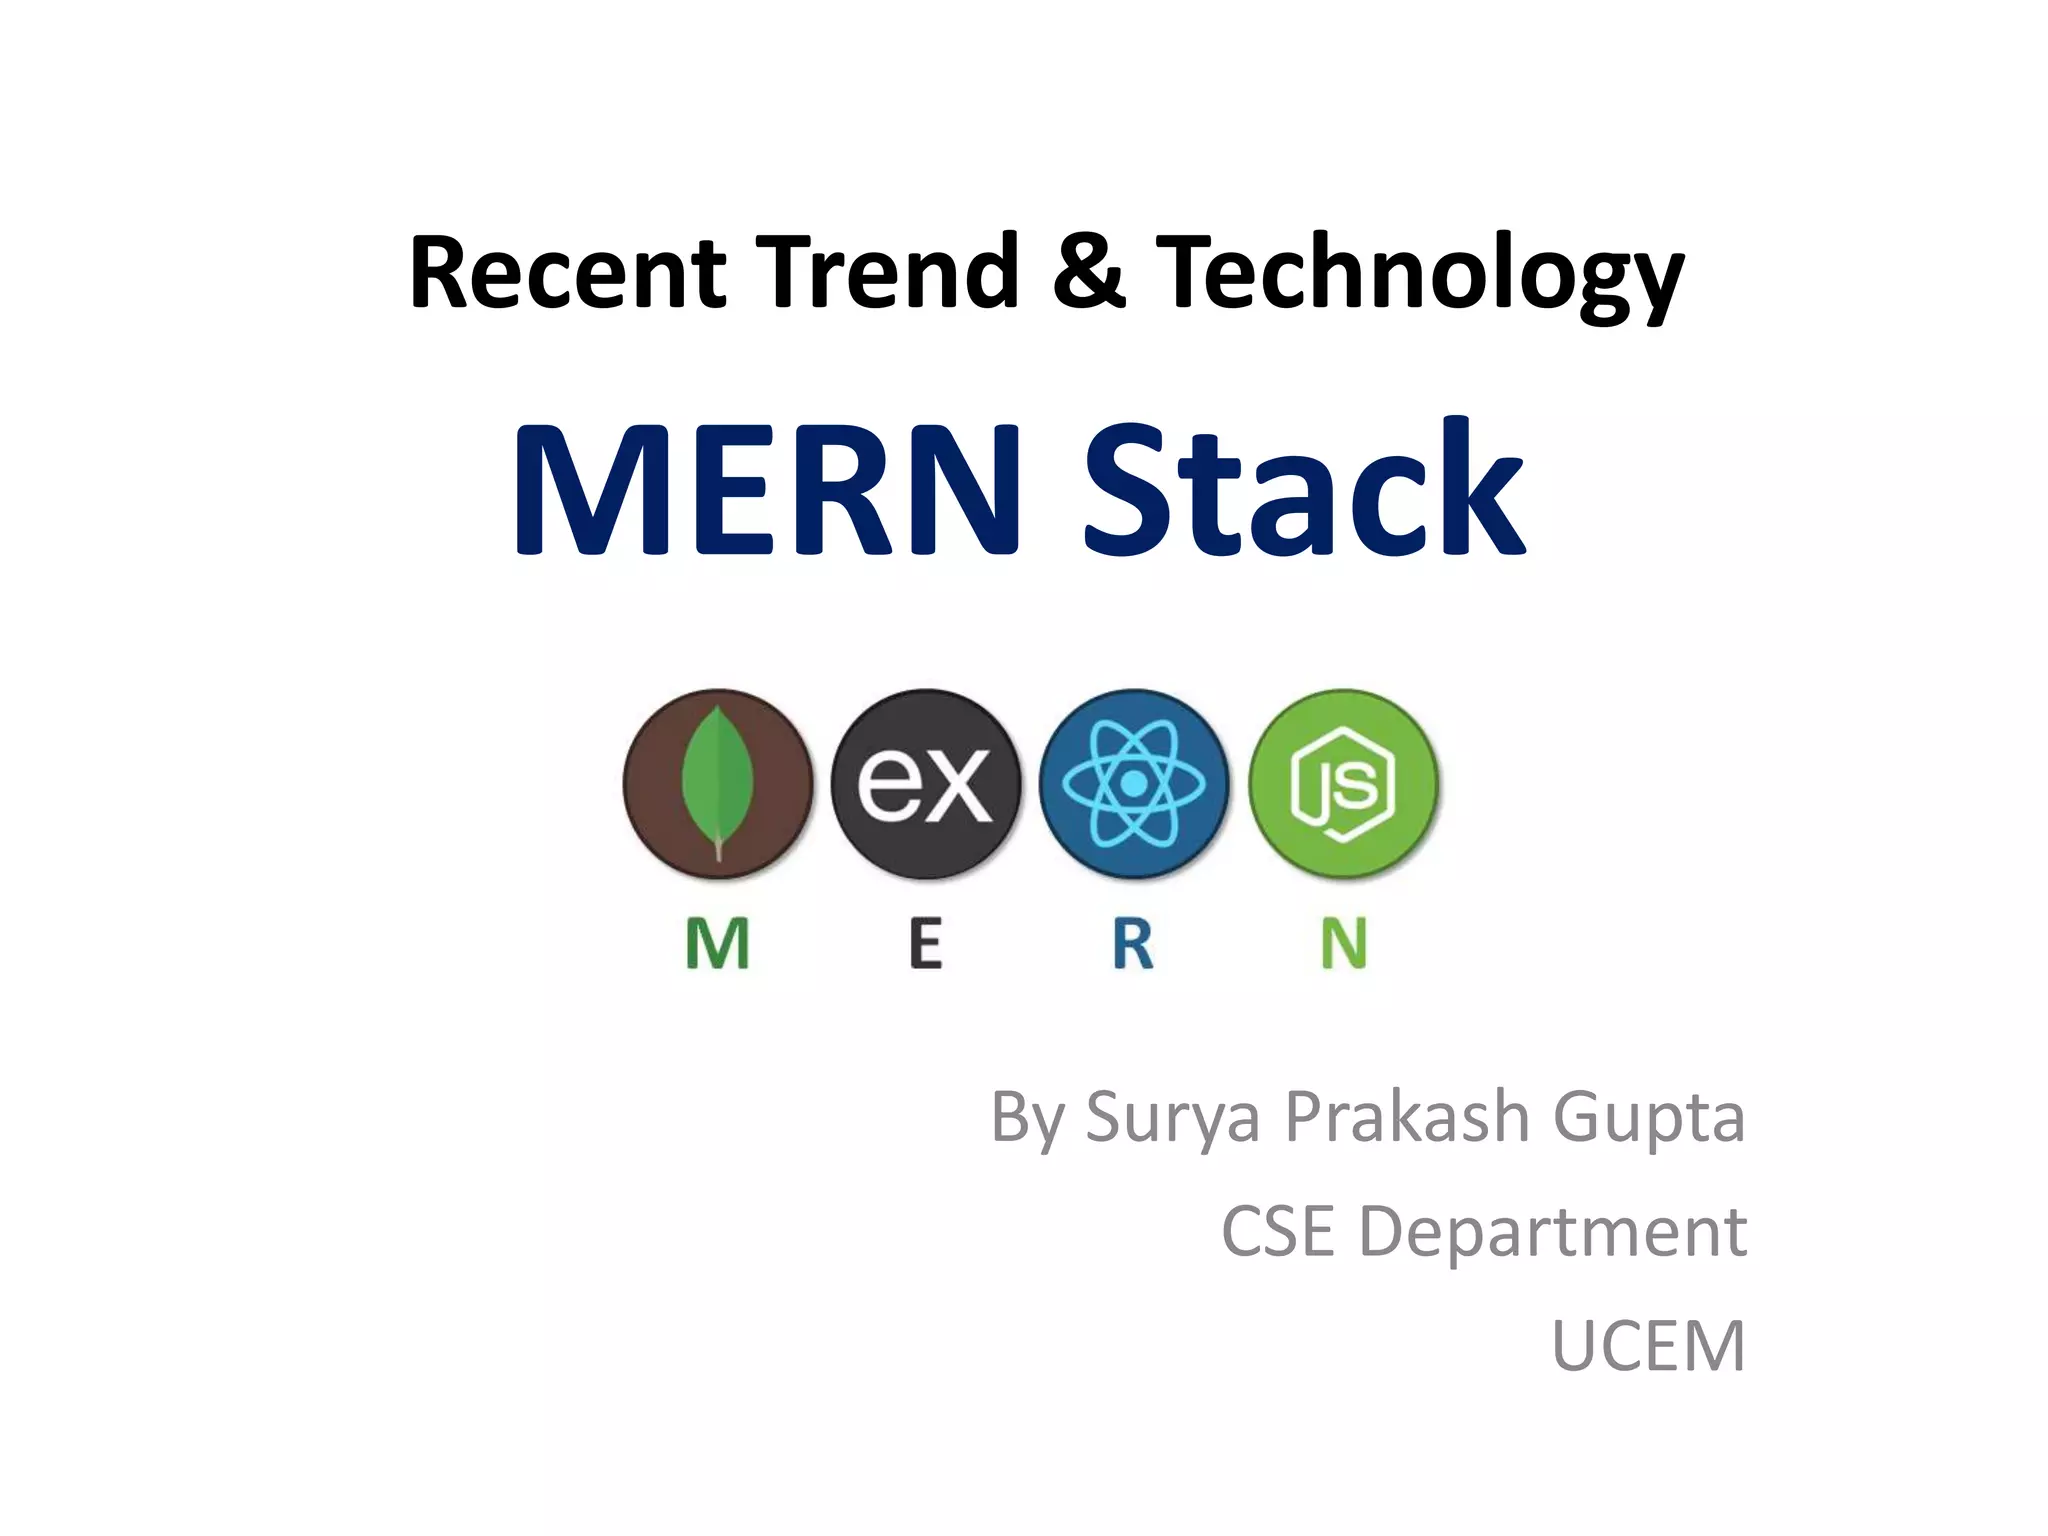 Recent Trend & Technology
MERN Stack
ex JS
M E R N
By Surya Prakash Gupta
CSE Department
UCEM